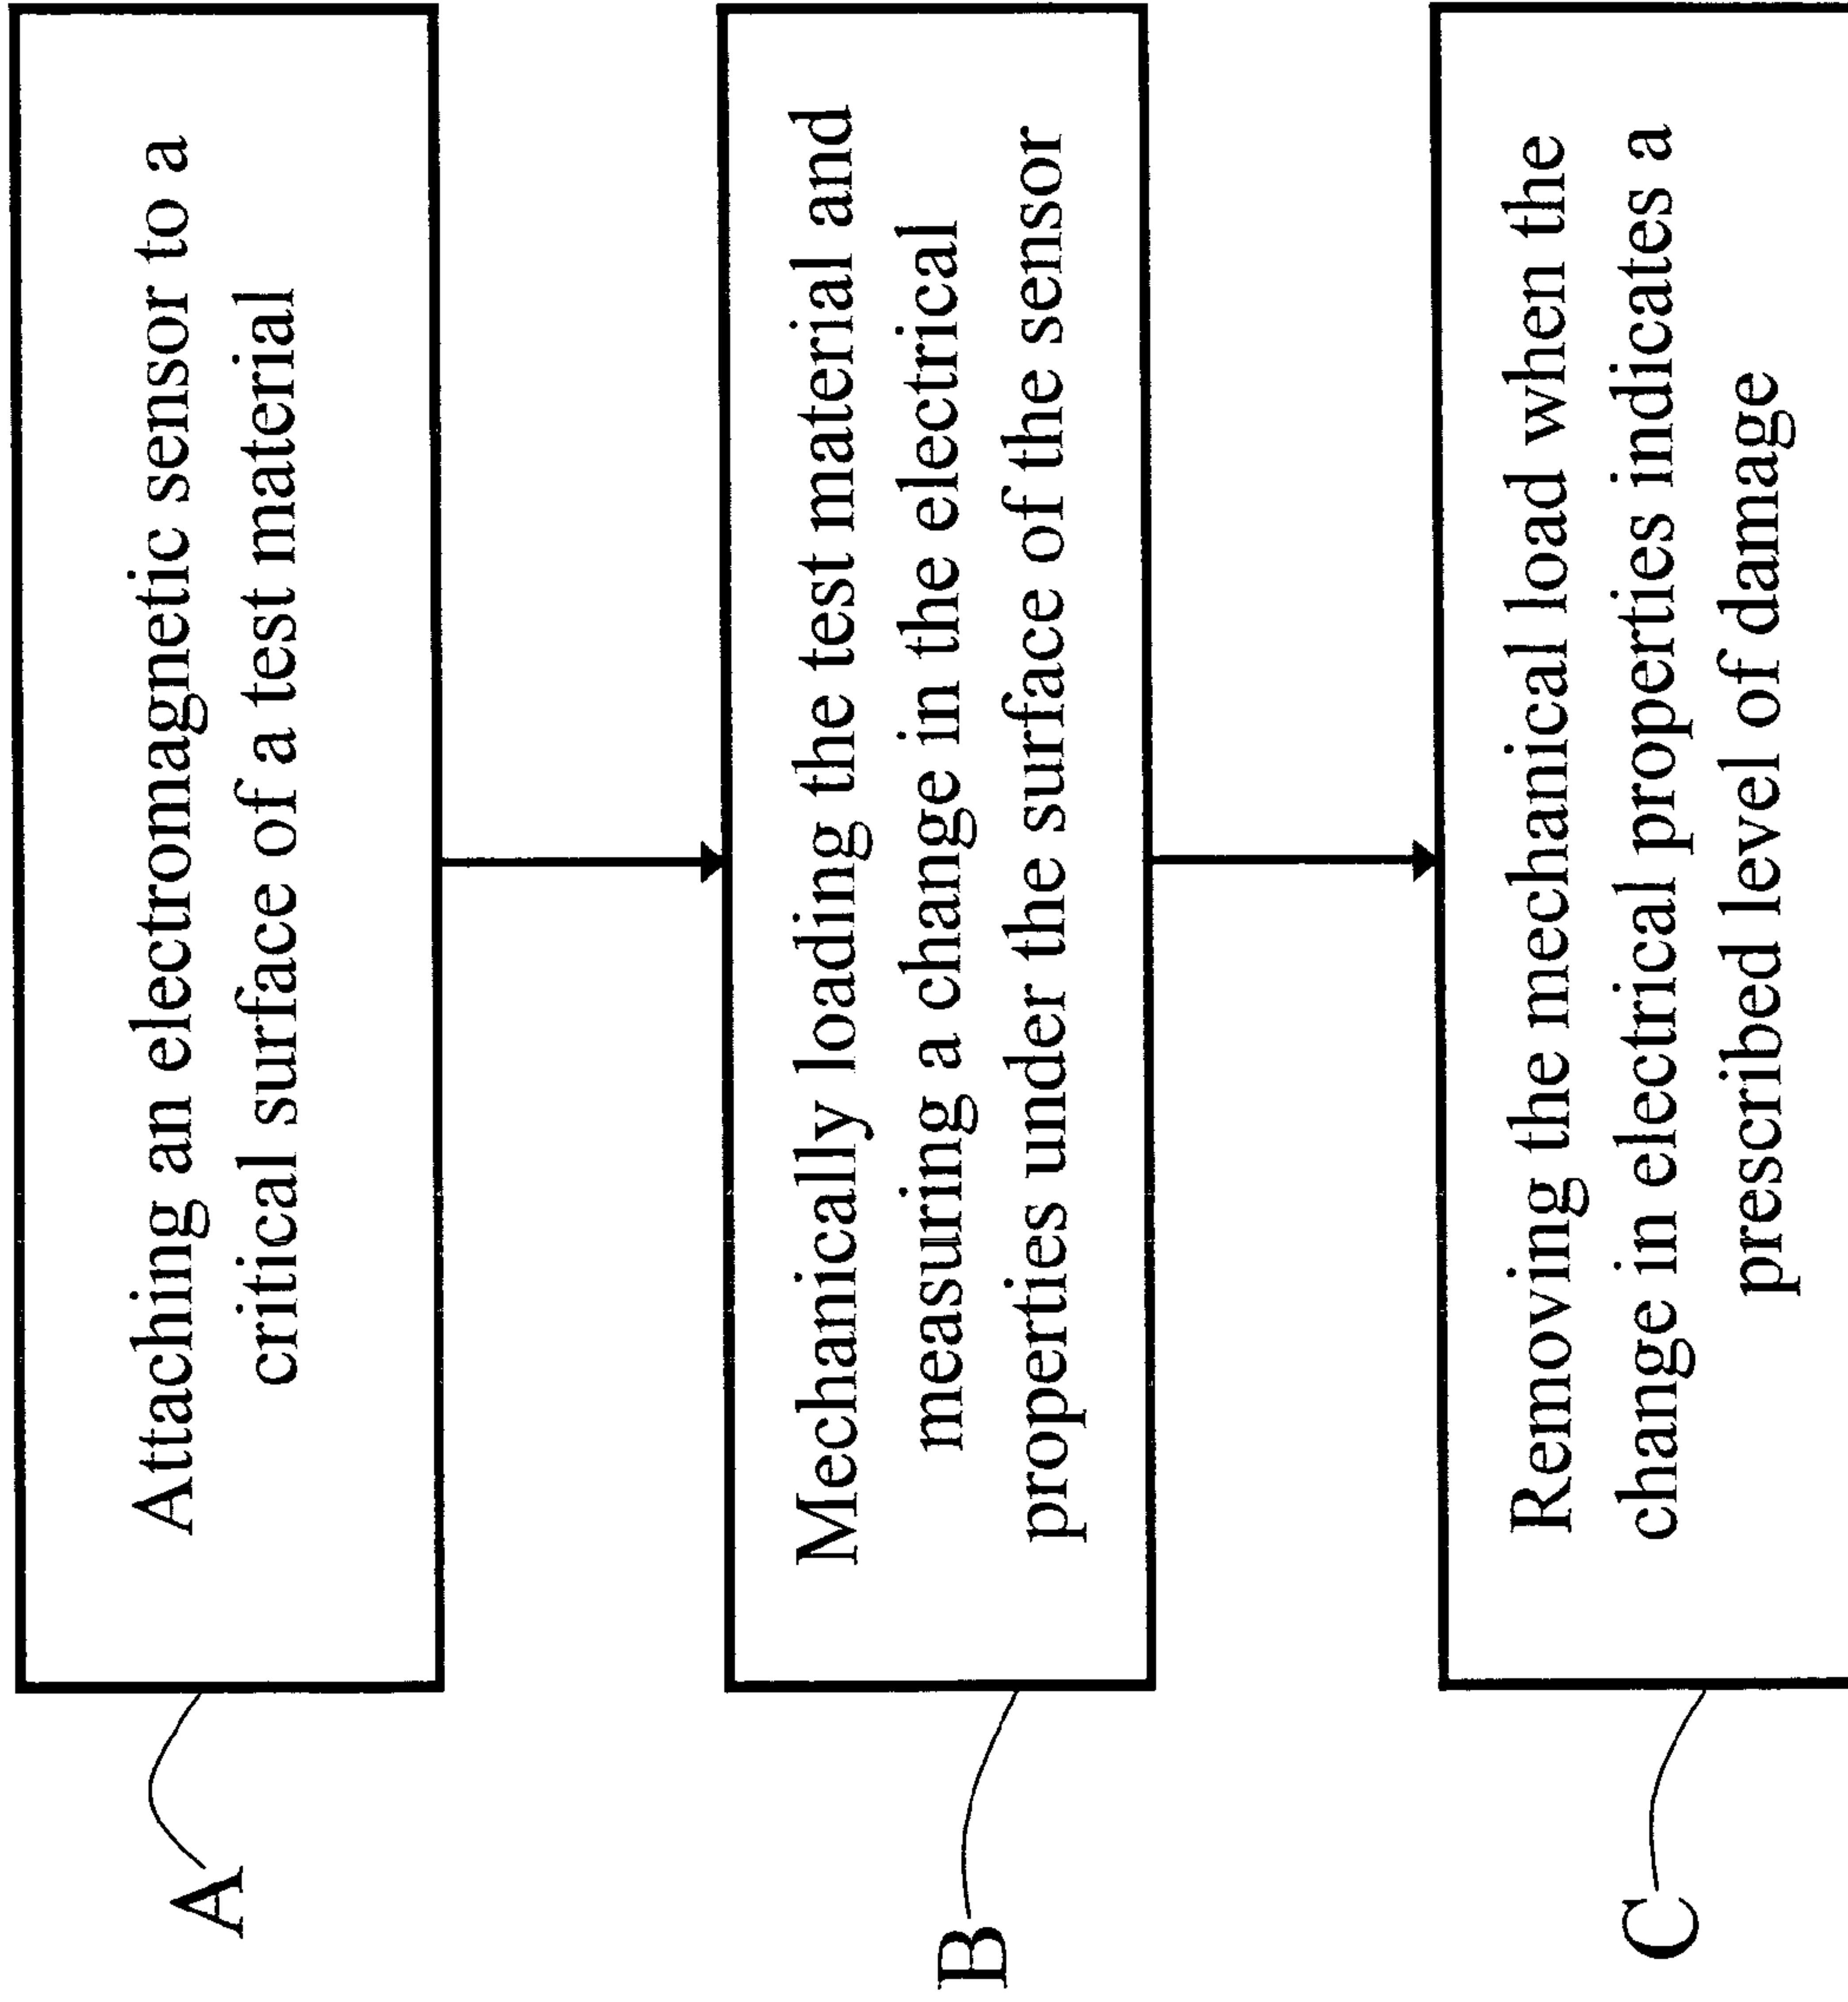 A
Attaching an electromagnetic sensor to a
critical surface of a test material
B
Mechanically loading the test material and
measuring a change in the electrical
properties under the surface of the sensor
C
Removing the mechanical load when the
change in electrical properties indicates a
prescribed level of damage